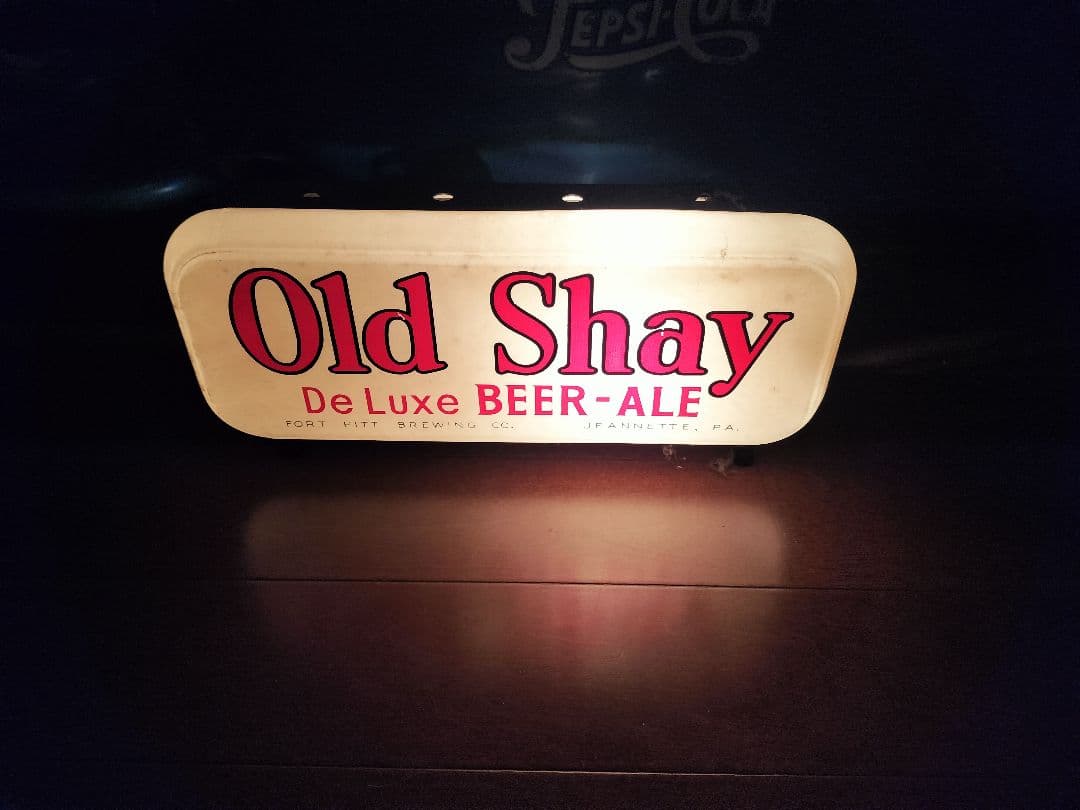 PEPSI-COLA
Old Shay
De Luxe BEER-ALE
FORT PITT BREWING CO. JEANNETTE, PA.